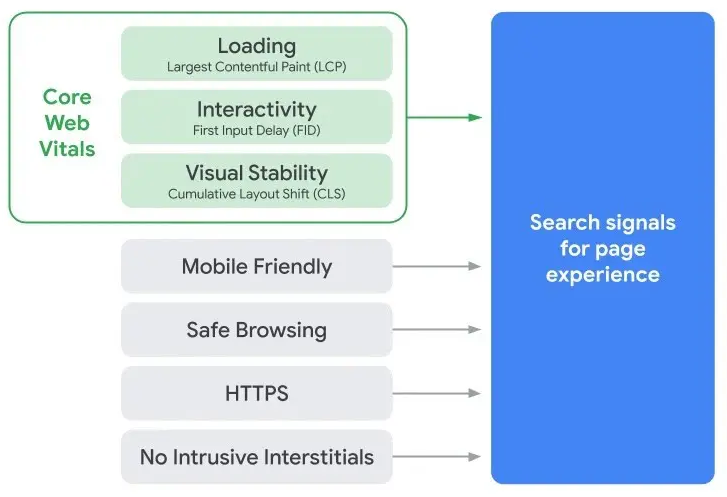 Core
Web
Vitals
Loading
Largest Contentful Paint (LCP)
Interactivity
First Input Delay (FID)
Visual Stability
Cumulative Layout Shift (CLS)
Mobile Friendly
Safe Browsing
HTTPS
No Intrusive Interstitials
Search signals
for page
experience